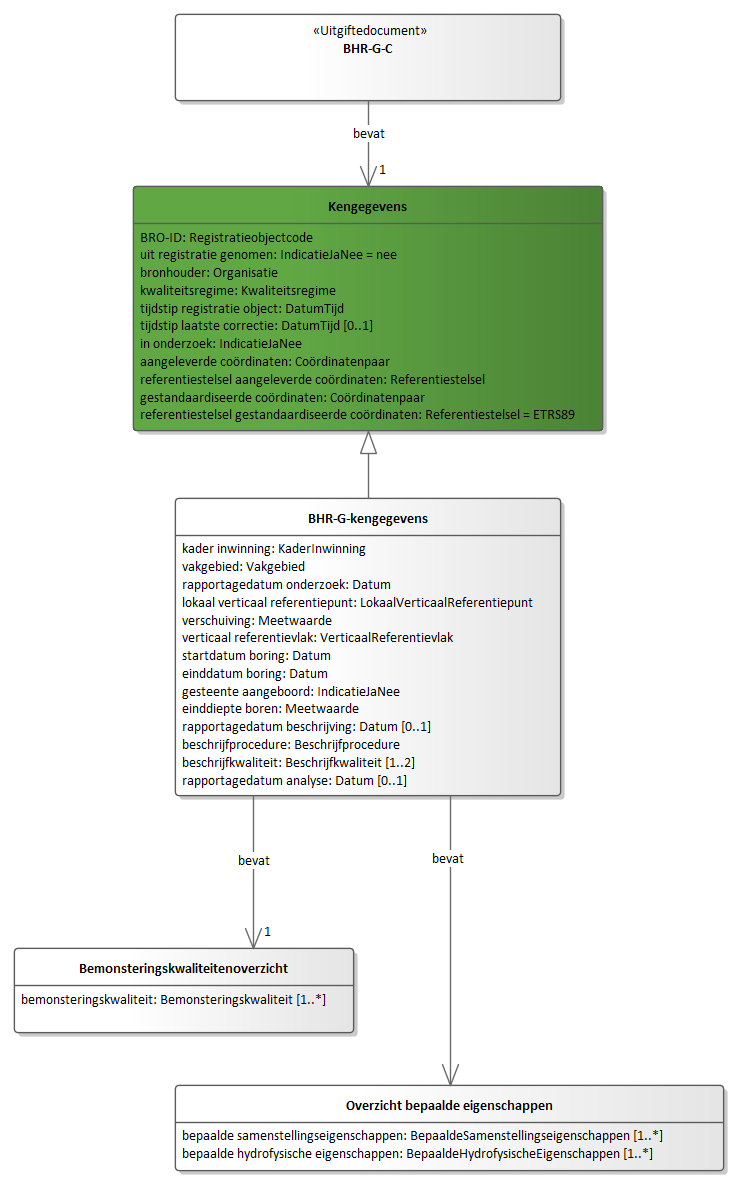 «Uitgiftedocument»
BHR-G-C
bevat
1
Kengegevens
BRO-ID: Registratieobjectcode
uit registratie genomen: IndicatieJaNee = nee
bronhouder: Organisatie
kwaliteitsregime: Kwaliteitsregime
tijdstip registratie object: DatumTijd
tijdstip laatste correctie: DatumTijd [0..1]
in onderzoek: IndicatieJaNee
aangeleverde coördinaten: Coördinatenpaar
referentiestelsel aangeleverde coördinaten: Referentiestelsel
gestandaardiseerde coördinaten: Coördinatenpaar
referentiestelsel gestandaardiseerde coördinaten: Referentiestelsel = ETRS89
BHR-G-kengegevens
kader inwinning: KaderInwinning
vakgebied: Vakgebied
rapportagedatum onderzoek: Datum
lokaal verticaal referentiepunt: LokaalVerticaalReferentiepunt
verschuiving: Meetwaarde
verticaal referentievlak: VerticaalReferentievlak
startdatum boring: Datum
einddatum boring: Datum
gesteente aangeboord: IndicatieJaNee
einddiepte boren: Meetwaarde
rapportagedatum beschrijving: Datum [0..1]
beschrijfprocedure: Beschrijfprocedure
beschrijfkwaliteit: Beschrijfkwaliteit [1..2]
rapportagedatum analyse: Datum [0..1]
bevat
bevat
1
Bemonsteringskwaliteitenoverzicht
bemonsteringskwaliteit: Bemonsteringskwaliteit [1..*]
Overzicht bepaalde eigenschappen
bepaalde samenstellingseigenschappen: BepaaldeSamenstellingseigenschappen [1..*]
bepaalde hydrofysische eigenschappen: BepaaldeHydrofysischeEigenschappen [1..*]